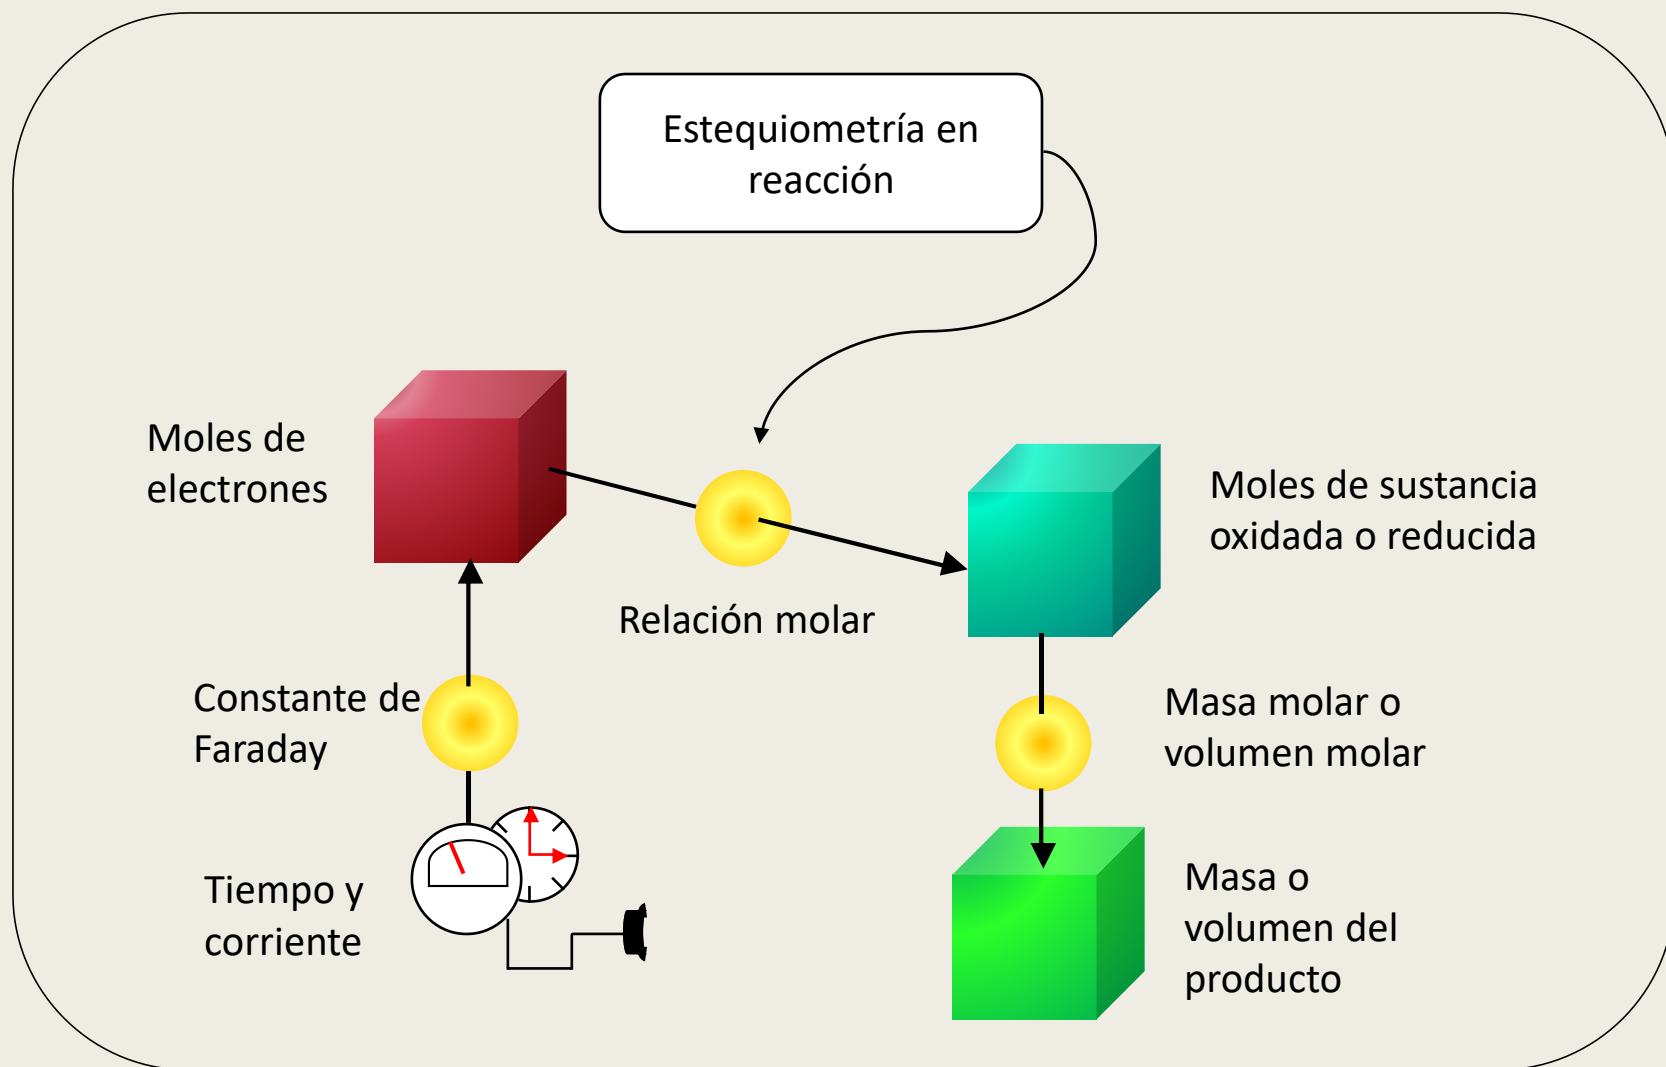 Estequiometría en
reacción
Moles de
electrones
Moles de sustancia
oxidada o reducida
Relación molar
Constante de
Faraday
Masa molar o
volumen molar
Tiempo y
corriente
Masa o
volumen del
producto